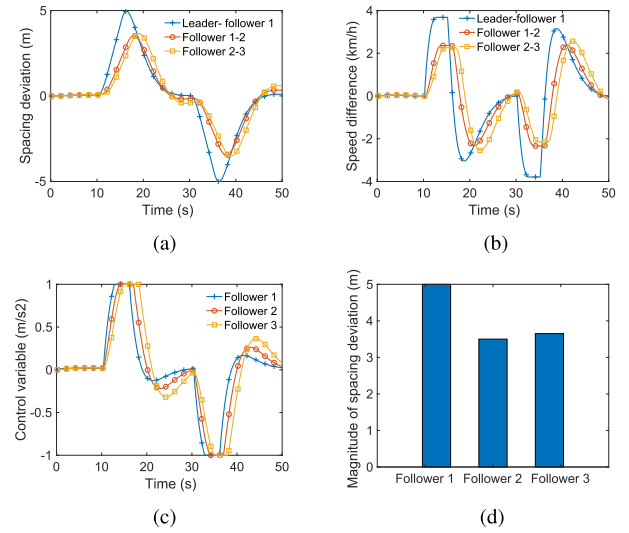 Spacing deviation (m)
5
0
-5
0 10 20 30 40 50
Time (s)
Leader- follower 1
Follower 1-2
Follower 2-3
(a)
Speed difference (km/h)
4
2
0
-2
-4
0 10 20 30 40 50
Time (s)
Leader-follower 1
Follower 1-2
Follower 2-3
(b)
Control variable (m/s2)
1
0.5
0
-0.5
-1
0 10 20 30 40 50
Time (s)
Follower 1
Follower 2
Follower 3
(c)
Magnitude of spacing deviation (m)
5
4
3
2
1
0
Follower 1 Follower 2 Follower 3
(d)